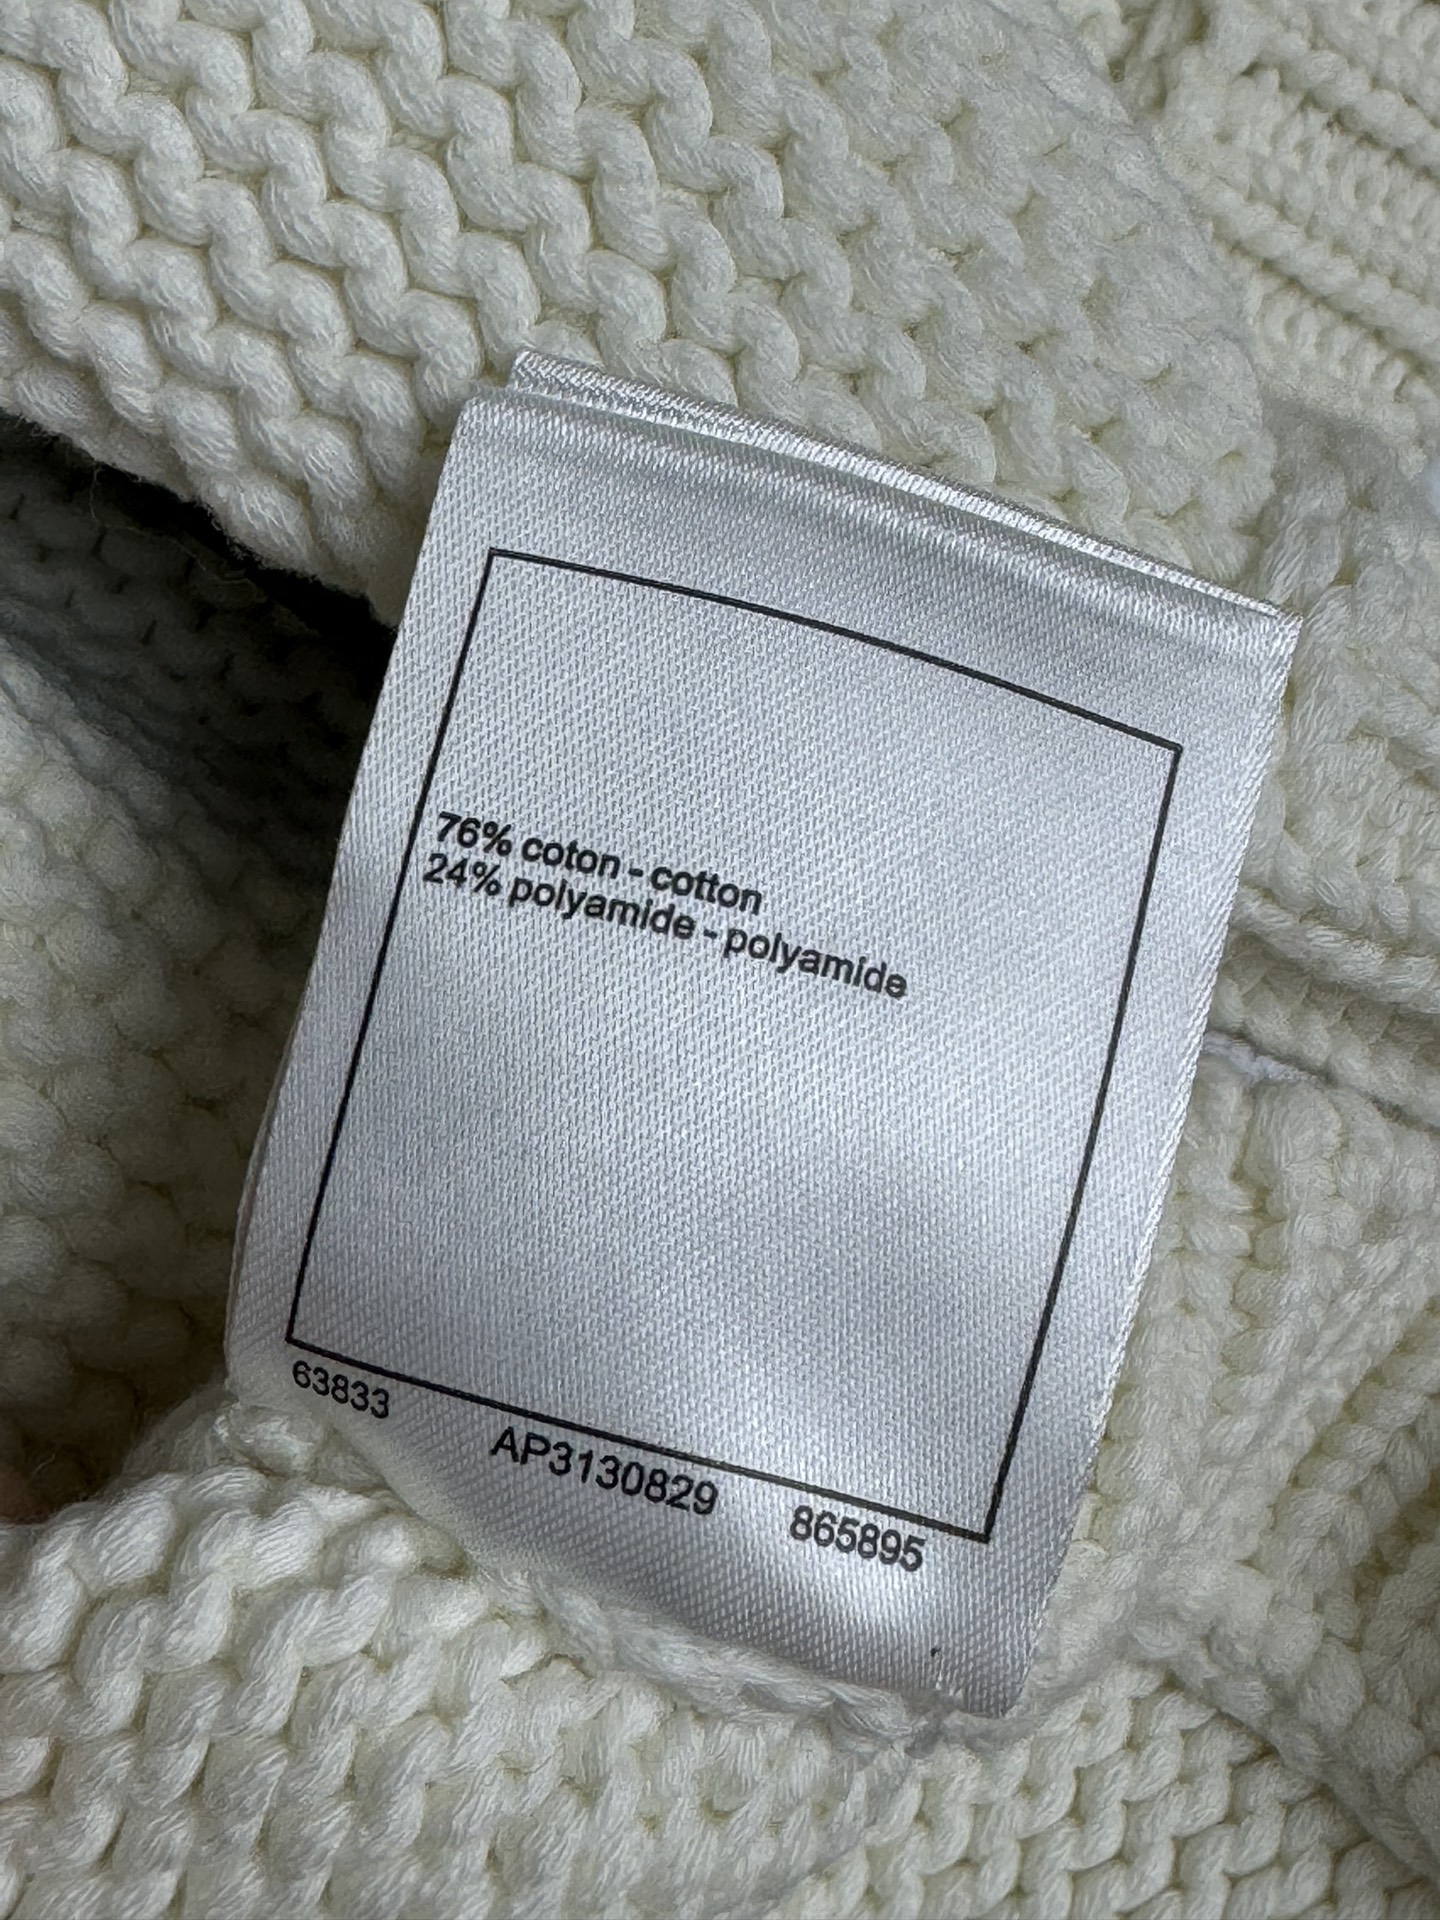 76% coton - cotton
24% polyamide - polyamide
63833 AP3130829 865895